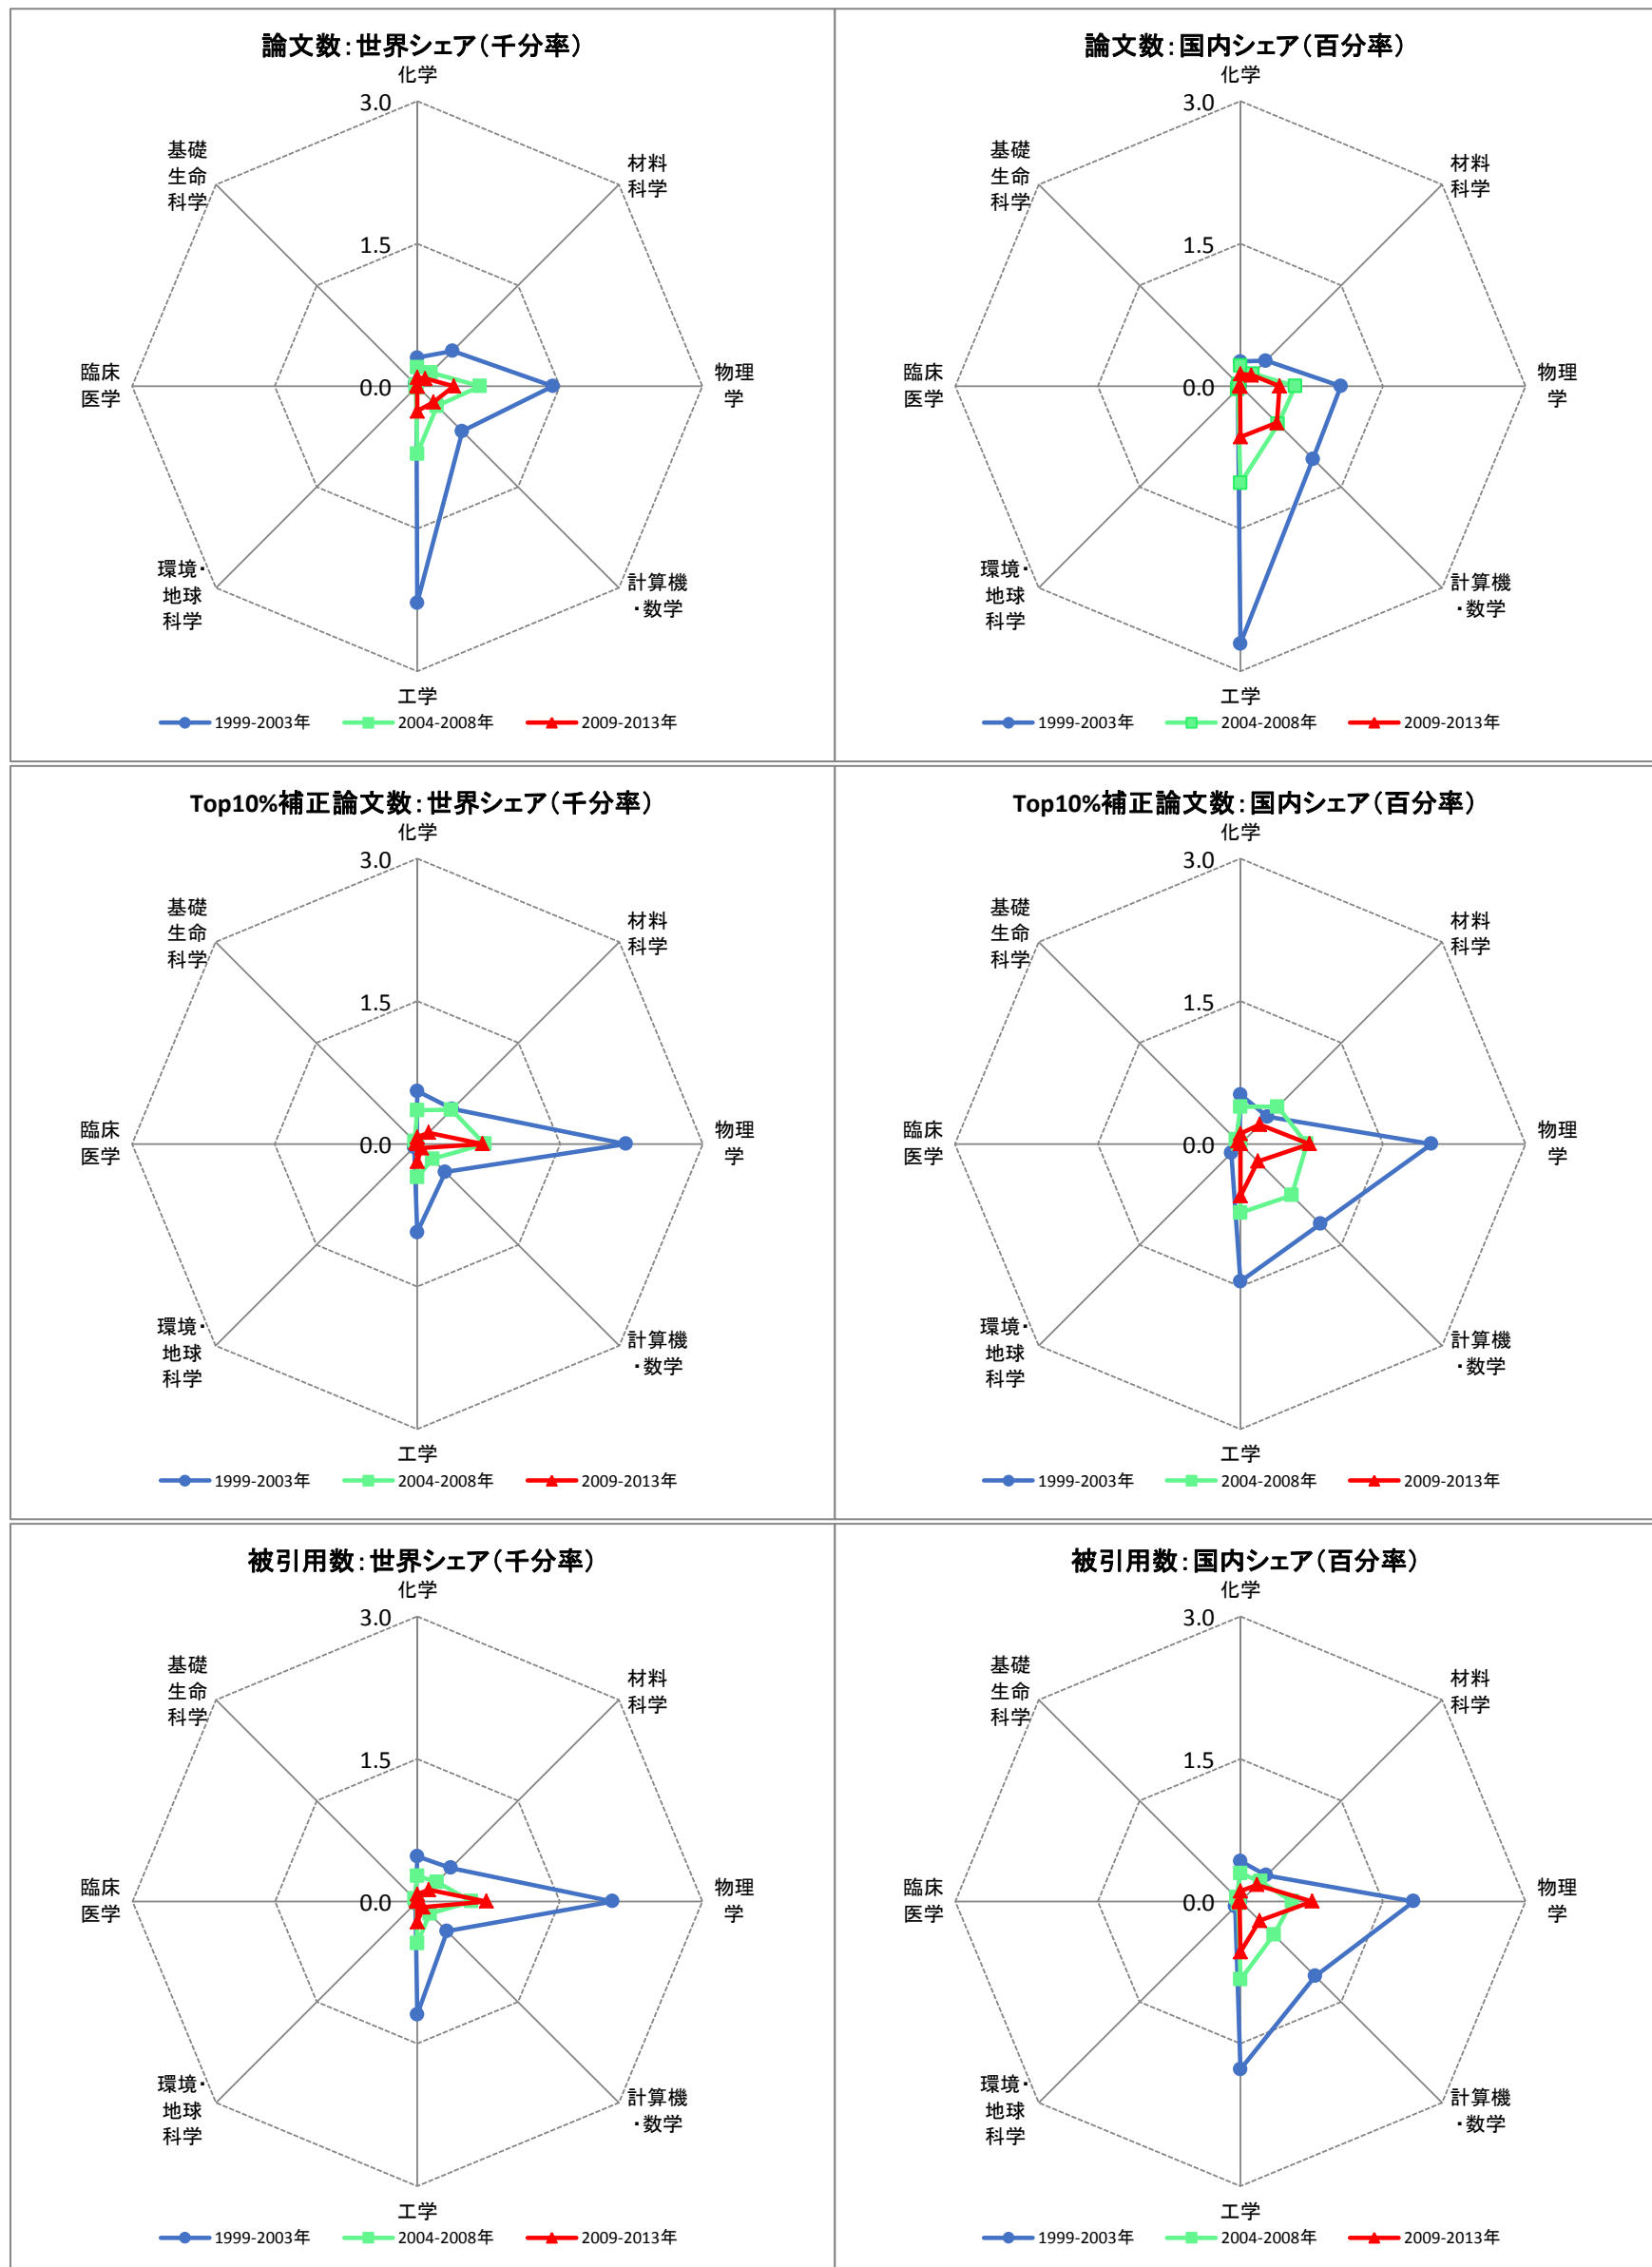 論文数：世界シェア（千分率）
化学
3.0
基礎
生命
科学
材料
科学
1.5
臨床
医学
0.0
物理
学
環境・
地球
科学
計算機
・数学
工学
1999-2003年 2004-2008年 2009-2013年
論文数：国内シェア（百分率）
化学
3.0
基礎
生命
科学
材料
科学
1.5
臨床
医学
0.0
物理
学
環境・
地球
科学
計算機
・数学
工学
1999-2003年 2004-2008年 2009-2013年
Top10%補正論文数：世界シェア（千分率）
化学
3.0
基礎
生命
科学
材料
科学
1.5
臨床
医学
0.0
物理
学
環境・
地球
科学
計算機
・数学
工学
1999-2003年 2004-2008年 2009-2013年
Top10%補正論文数：国内シェア（百分率）
化学
3.0
基礎
生命
科学
材料
科学
1.5
臨床
医学
0.0
物理
学
環境・
地球
科学
計算機
・数学
工学
1999-2003年 2004-2008年 2009-2013年
被引用数：世界シェア（千分率）
化学
3.0
基礎
生命
科学
材料
科学
1.5
臨床
医学
0.0
物理
学
環境・
地球
科学
計算機
・数学
工学
1999-2003年 2004-2008年 2009-2013年
被引用数：国内シェア（百分率）
化学
3.0
基礎
生命
科学
材料
科学
1.5
臨床
医学
0.0
物理
学
環境・
地球
科学
計算機
・数学
工学
1999-2003年 2004-2008年 2009-2013年